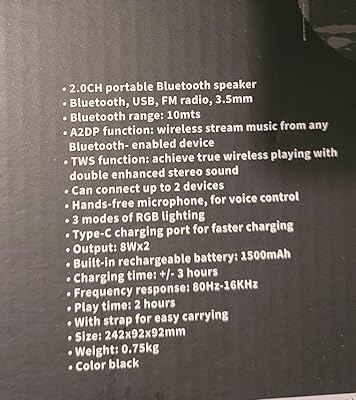 • 2.0CH portable Bluetooth speaker
• Bluetooth, USB, FM radio, 3.5mm
• Bluetooth range: 10mts
• A2DP function: wireless stream music from any
Bluetooth- enabled device
• TWS function: achieve true wireless playing with
double enhanced stereo sound
• Can connect up to 2 devices
• Hands-free microphone, for voice control
• 3 modes of RGB lighting
• Type-C charging port for faster charging
• Output: 8Wx2
• Built-in rechargeable battery: 1500mAh
• Charging time: +/- 3 hours
• Frequency response: 80Hz-16KHz
• Play time: 2 hours
• With strap for easy carrying
• Size: 242x92x92mm
• Weight: 0.75kg
• Color black